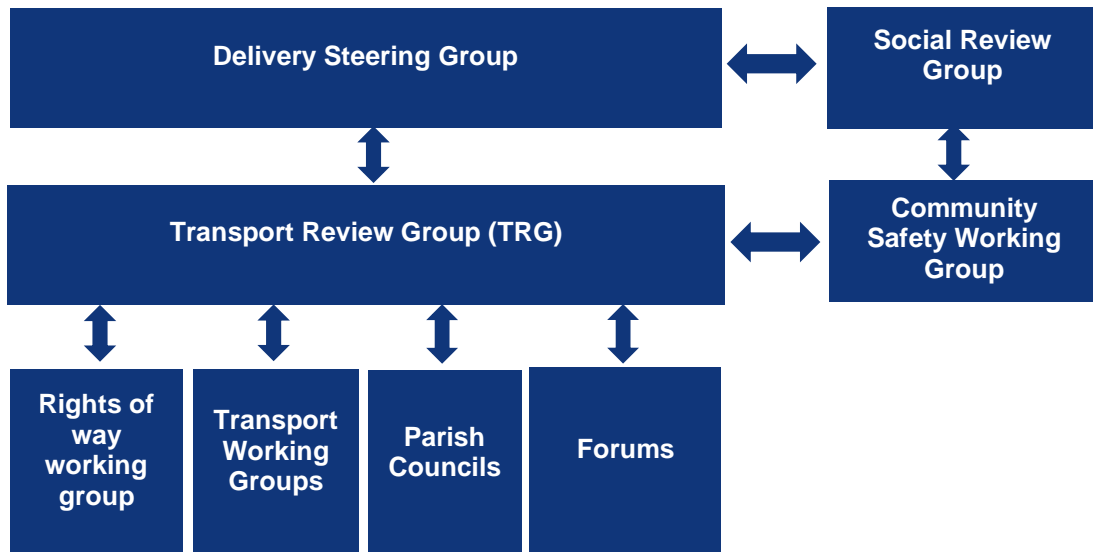 Delivery Steering Group
Social Review
Group
Transport Review Group (TRG)
Community
Safety Working
Group
Rights of
way
working
group
Transport
Working
Groups
Parish
Councils
Forums